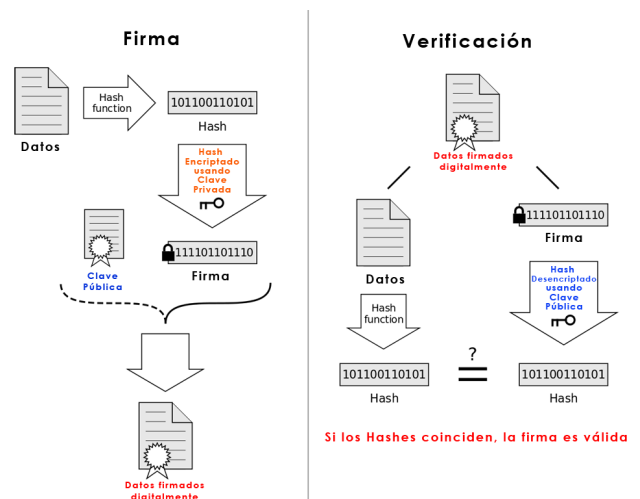 Firma
Hash
function
101100110101
Hash
Datos
Hash
Encriptado
usando
Clave
Privada
111101101110
Firma
Clave
Pública
Datos firmados
digitalmente
Verificación
Datos firmados
digitalmente
111101101110
Firma
Datos
Hash
Desencriptado
usando
Clave
Pública
Hash
function
?
101100110101
101100110101
Hash
Hash
Si los Hashes coinciden, la firma es válida